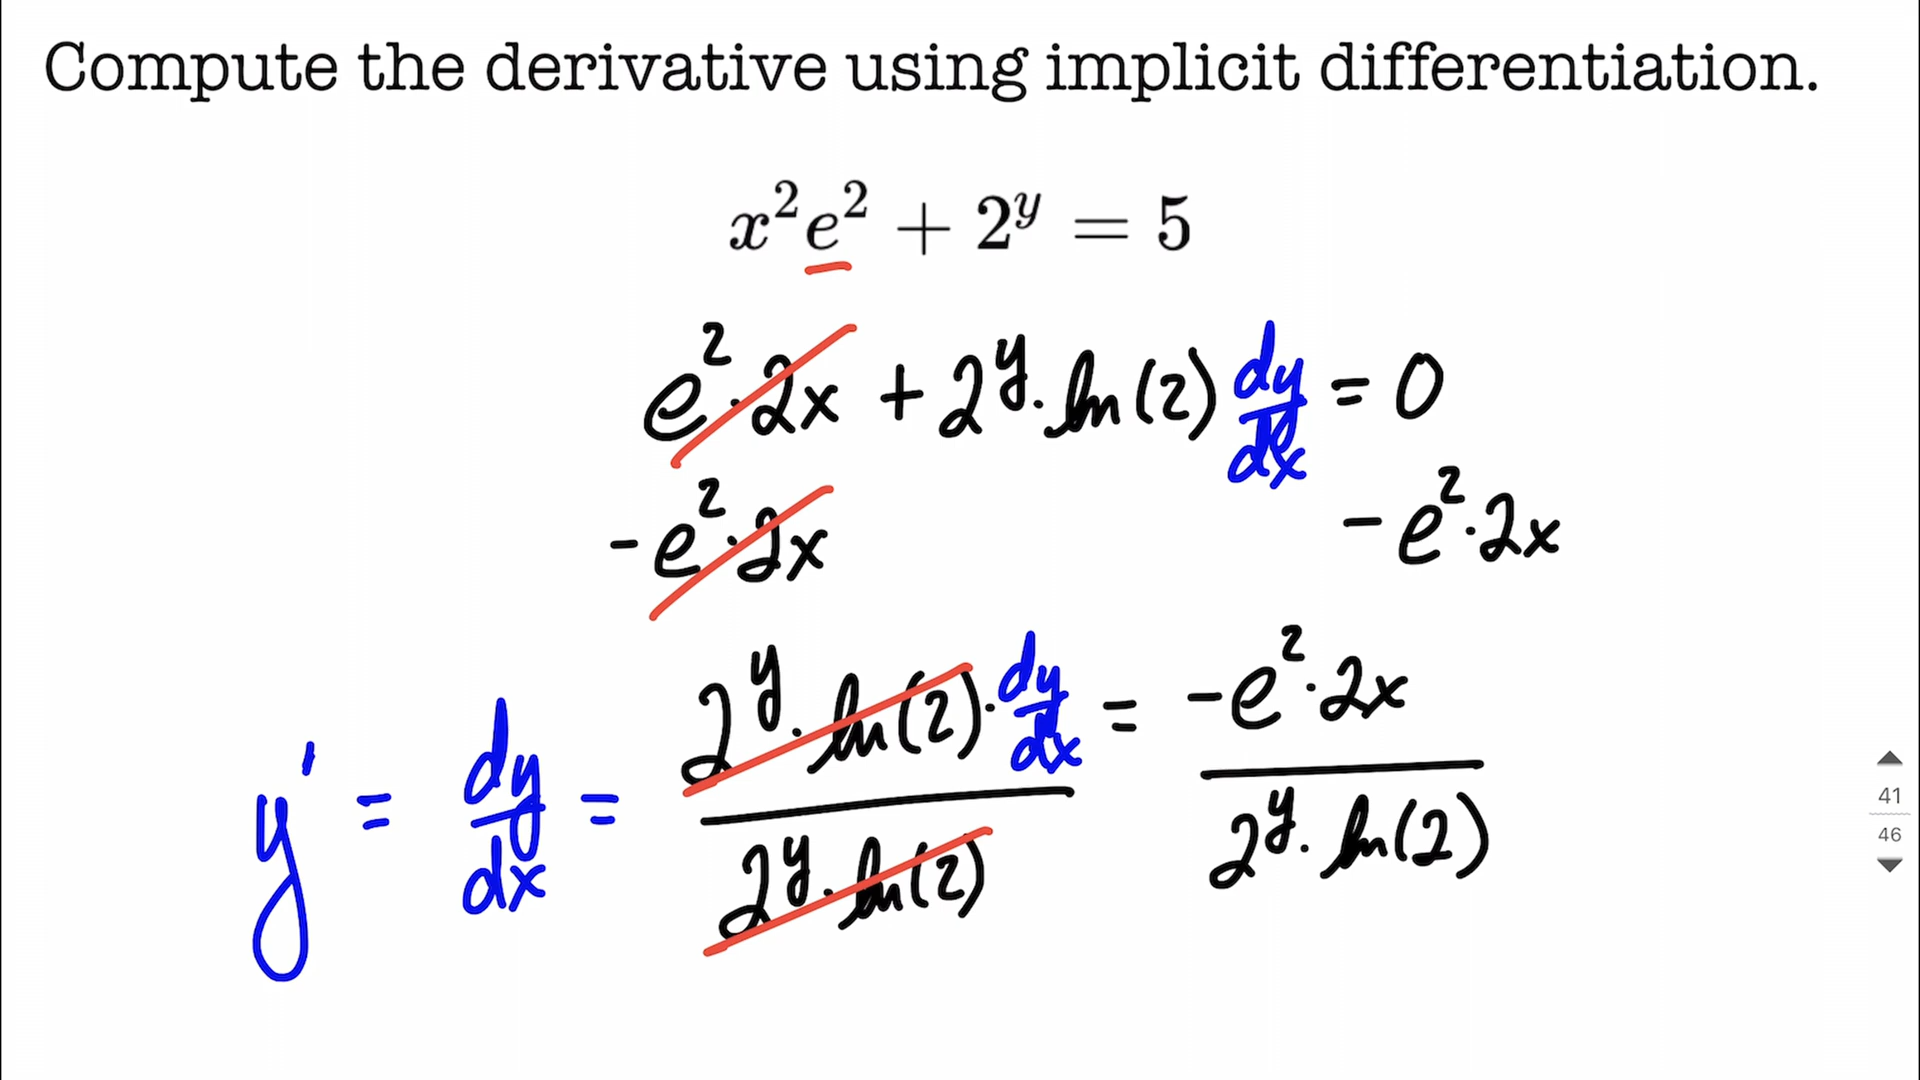 Compute the derivative using implicit differentiation.
x²e² + 2ʸ = 5
e² · 2x + 2ʸ · ln(2) dy/dx = 0
- e² · 2x - e² · 2x
y' = dy/dx = 2ʸ · ln(2) · dy/dx / 2ʸ · ln(2) = -e² · 2x / 2ʸ · ln(2)
41
46